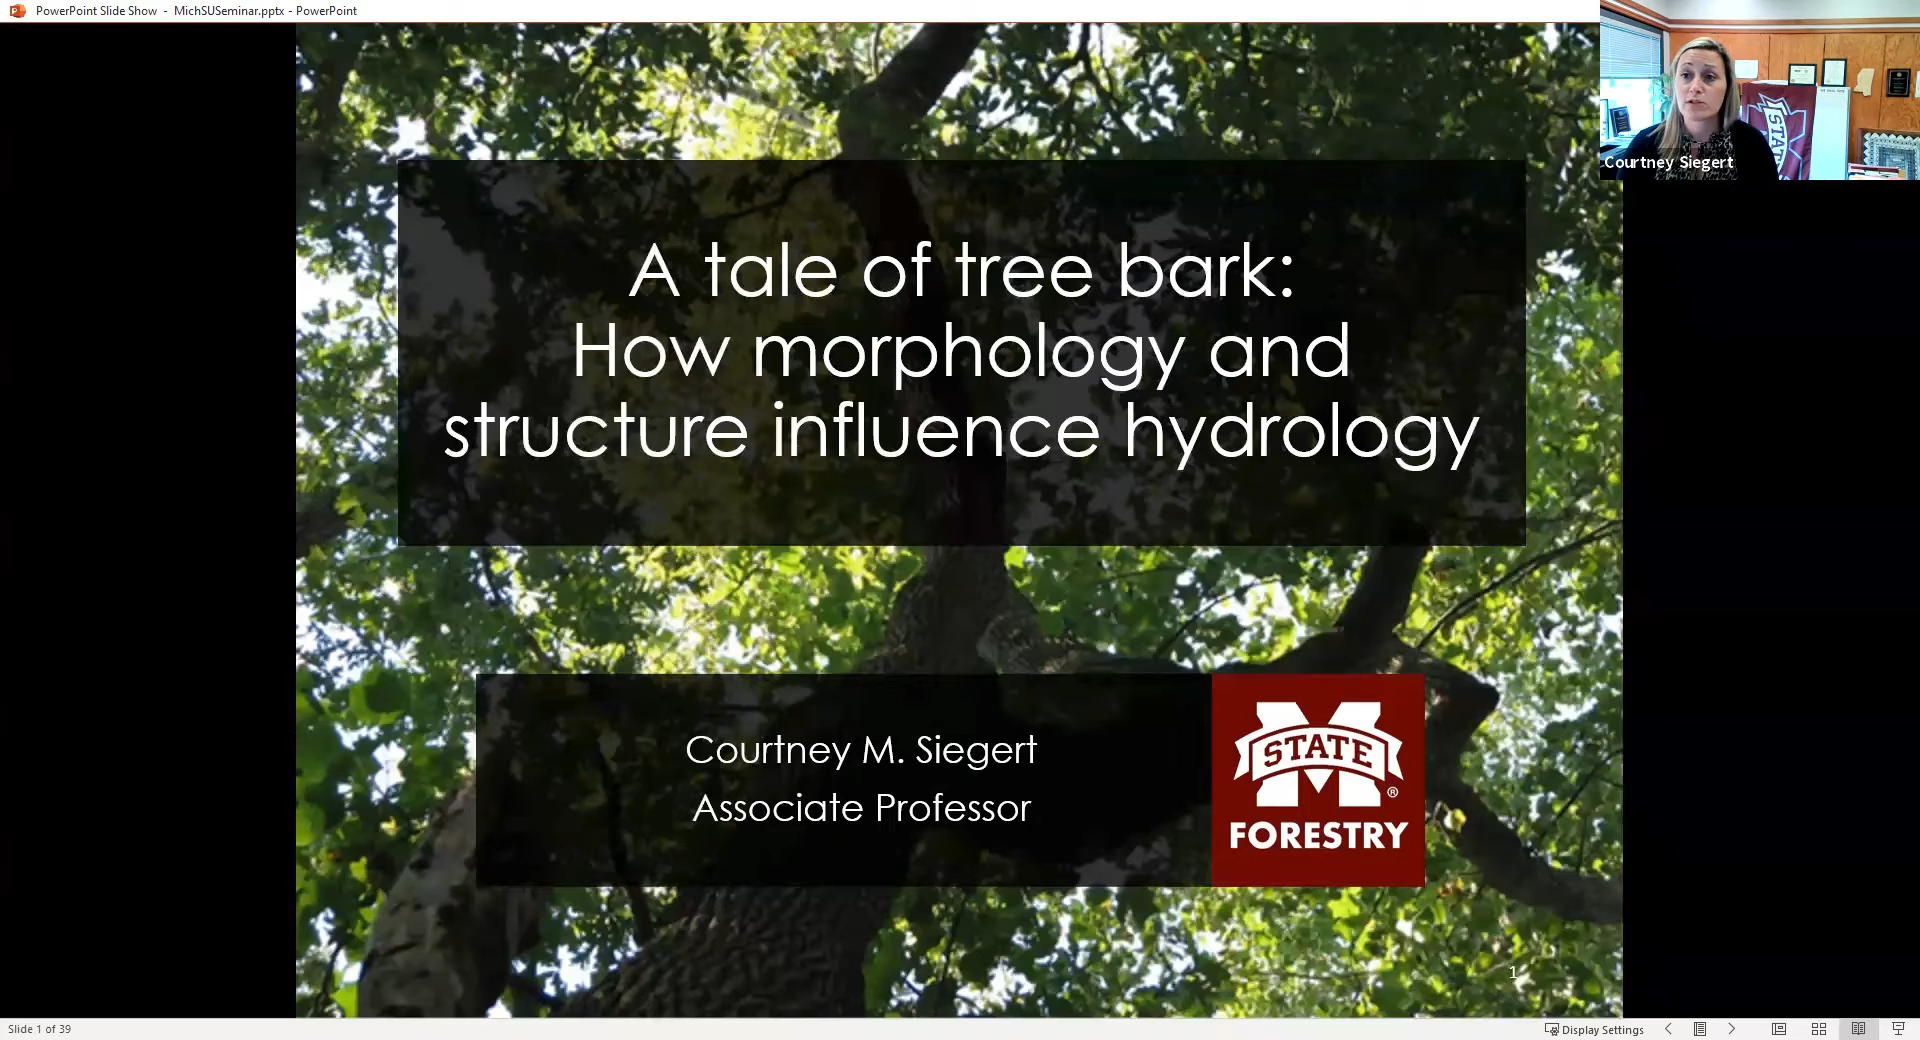 PowerPoint Slide Show - MichSUSeminar.pptx - PowerPoint
STATE
Courtney Siegert
A tale of tree bark:
How morphology and
structure influence hydrology
Courtney M. Siegert
Associate Professor
STATE
®
FORESTRY
1
Slide 1 of 39
Display Settings